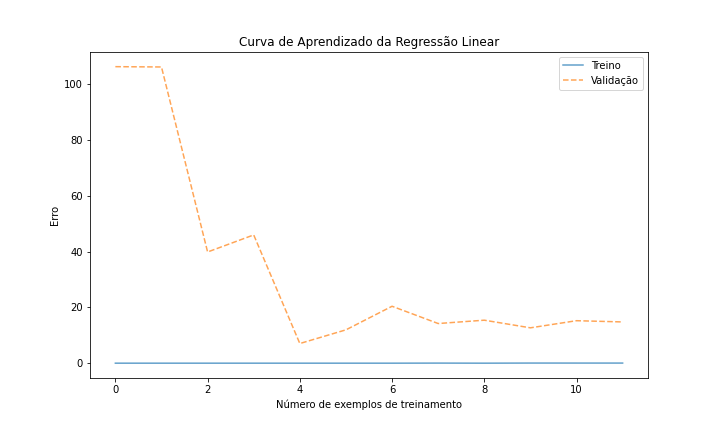 Curva de Aprendizado da Regressão Linear
Treino
Validação
100
80
60
40
20
0
Erro
0 2 4 6 8 10
Número de exemplos de treinamento